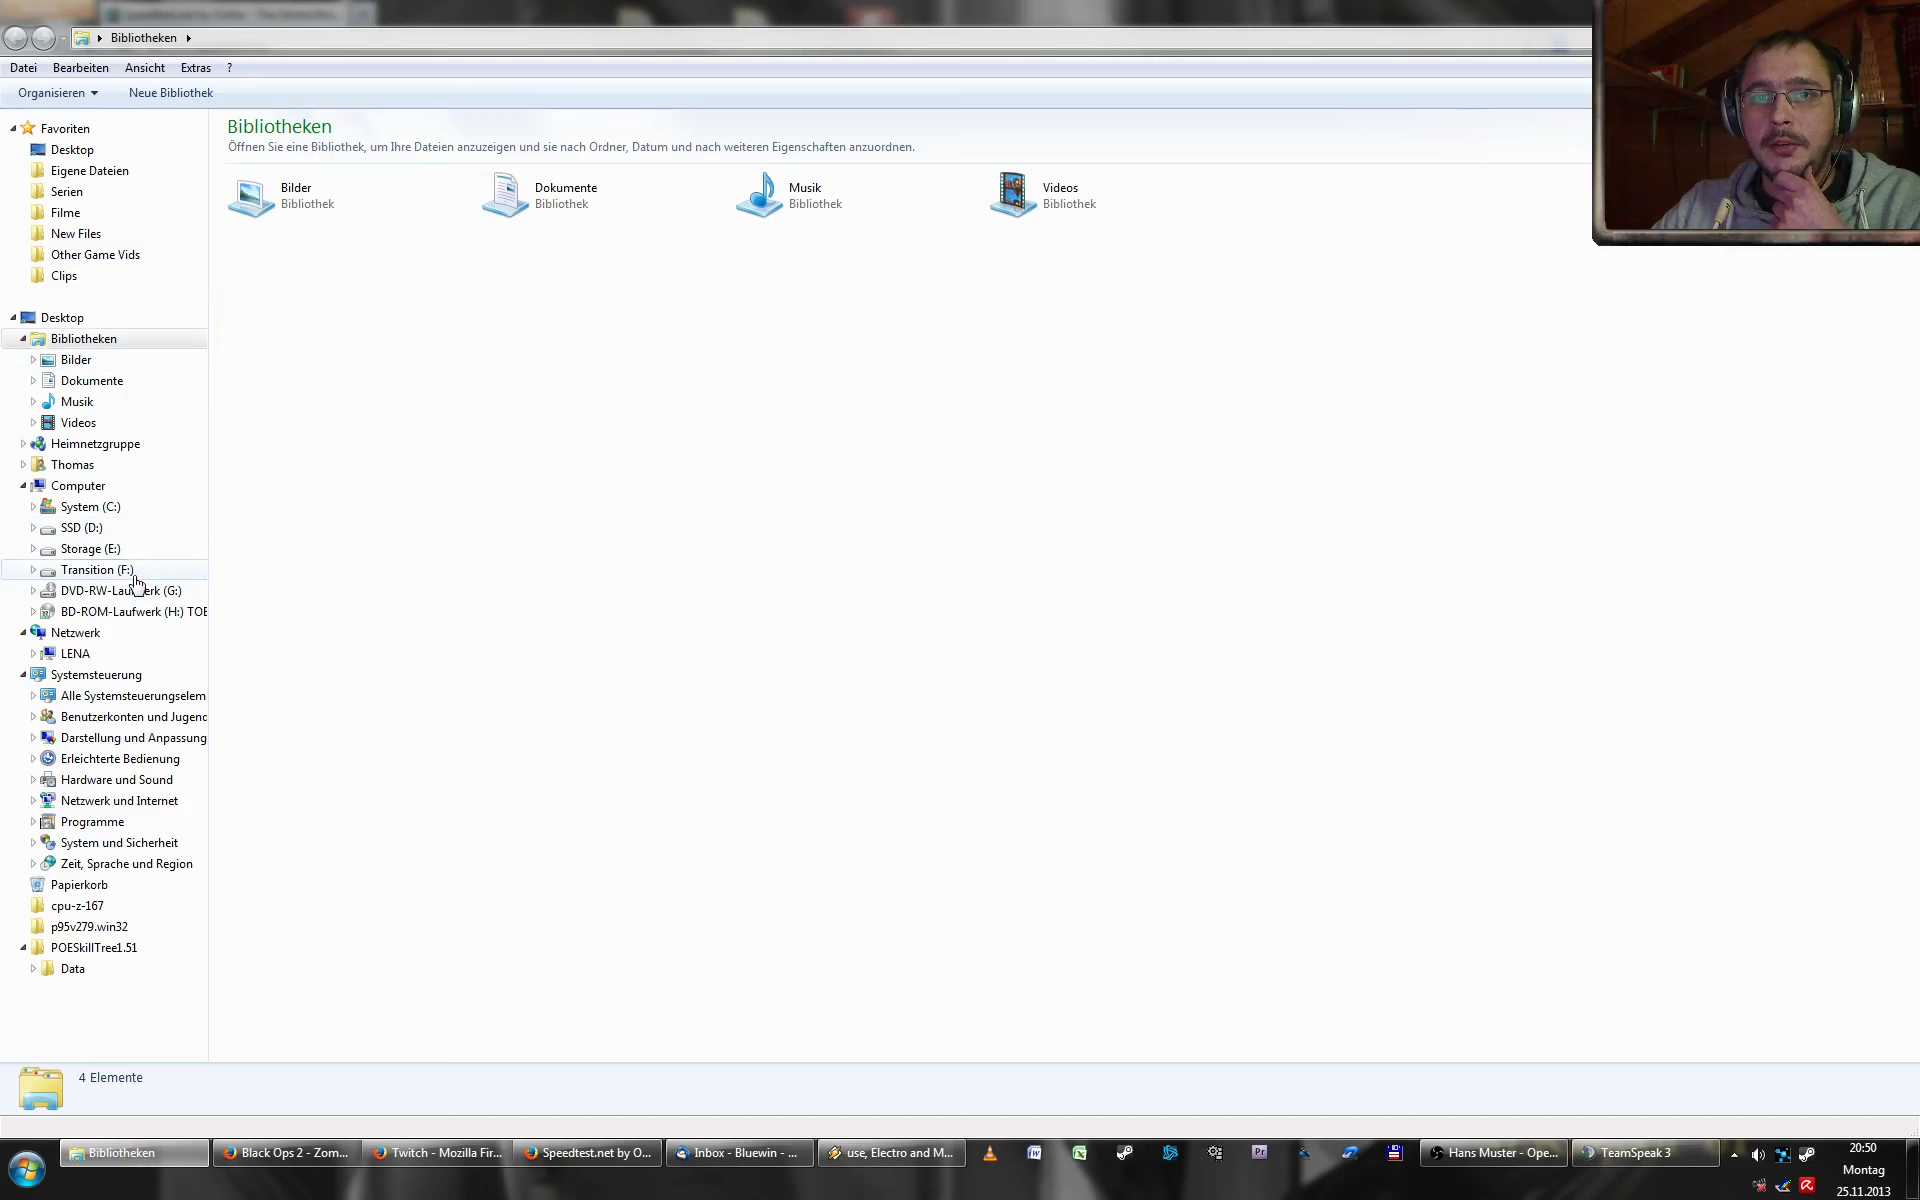 Bibliotheken
Datei Bearbeiten Ansicht Extras ?
Organisieren Neue Bibliothek
Favoriten
Desktop
Eigene Dateien
Serien
Filme
New Files
Other Game Vids
Clips
Desktop
Bibliotheken
Bilder
Dokumente
Musik
Videos
Heimnetzgruppe
Thomas
Computer
System (C:)
SSD (D:)
Storage (E:)
Transition (F:)
DVD-RW-Laufwerk (G:)
BD-ROM-Laufwerk (H:) TOE
Netzwerk
LENA
Systemsteuerung
Alle Systemsteuerungselem
Benutzerkonten und Jugend
Darstellung und Anpassung
Erleichterte Bedienung
Hardware und Sound
Netzwerk und Internet
Programme
System und Sicherheit
Zeit, Sprache und Region
Papierkorb
cpu-z-167
p95v279.win32
POESkillTree1.51
Data
Bibliotheken
Öffnen Sie eine Bibliothek, um Ihre Dateien anzuzeigen und sie nach Ordner, Datum und nach weiteren Eigenschaften anzuordnen.
Bilder
Bibliothek
Dokumente
Bibliothek
Musik
Bibliothek
Videos
Bibliothek
4 Elemente
Bibliotheken
Black Ops 2 - Zom...
Twitch - Mozilla Fir...
Speedtest.net by O...
Inbox - Bluewin - ...
use, Electro and M...
Pr
Hans Muster - Ope...
TeamSpeak 3
20:50
Montag
25.11.2013